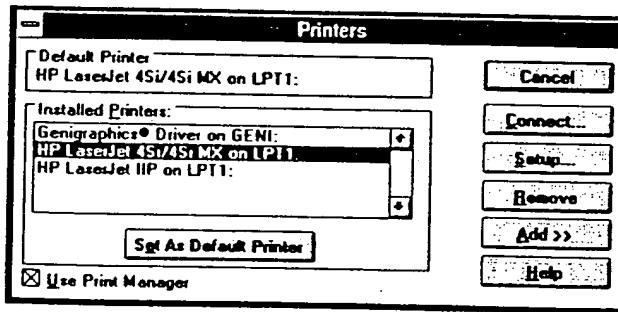 Printers
Default Printer
HP LaserJet 4Si/4Si MX on LPT1:
Cancel
Installed Printers:
Connect...
Genigraphics® Driver on GENI:
HP LaserJet 4Si/4Si MX on LPT1:
Setup...
HP LaserJet IIP on LPT1:
Remove
Add >>
Set As Default Printer
Help
Use Print Manager